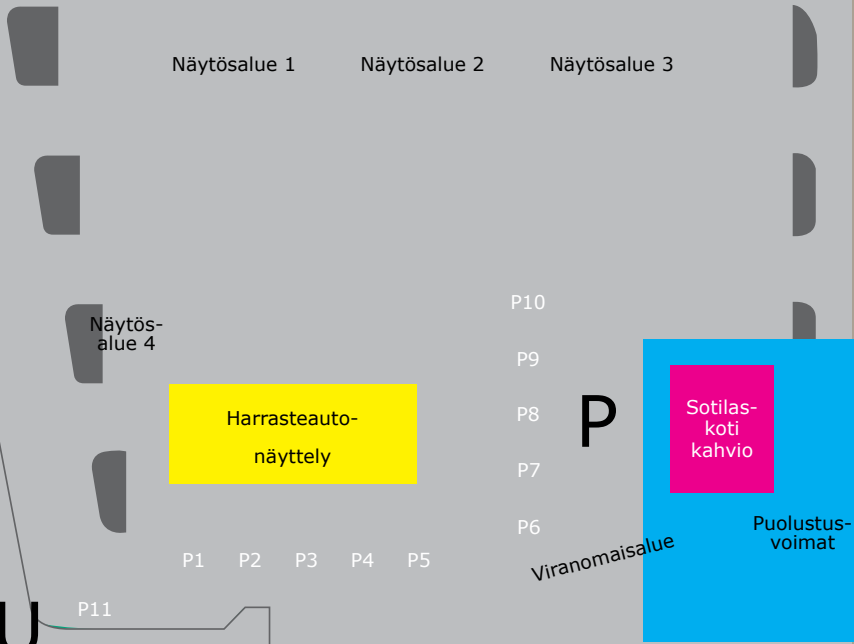 Näytösalue 1
Näytösalue 2
Näytösalue 3
P10
Näytös-
alue 4
P9
Harrasteauto-
näyttely
P8
P
Sotilas-
koti
kahvio
P7
P6
Puolustus-
voimat
Viranomaisalue
P1
P2
P3
P4
P5
P11
U